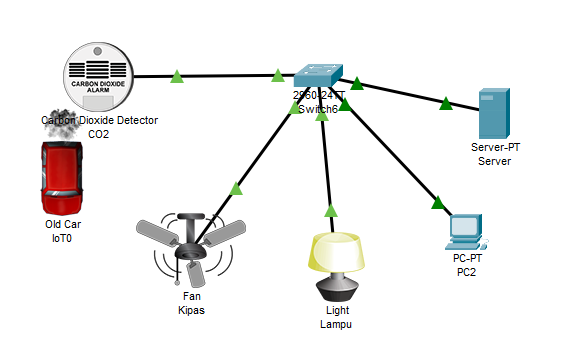 CARBON DIOXIDE
ALARM
Carbon Dioxide Detector
CO2
2960-24TT
Switch6
Server-PT
Server
Old Car
IoT0
PC-PT
PC2
Fan
Kipas
Light
Lampu